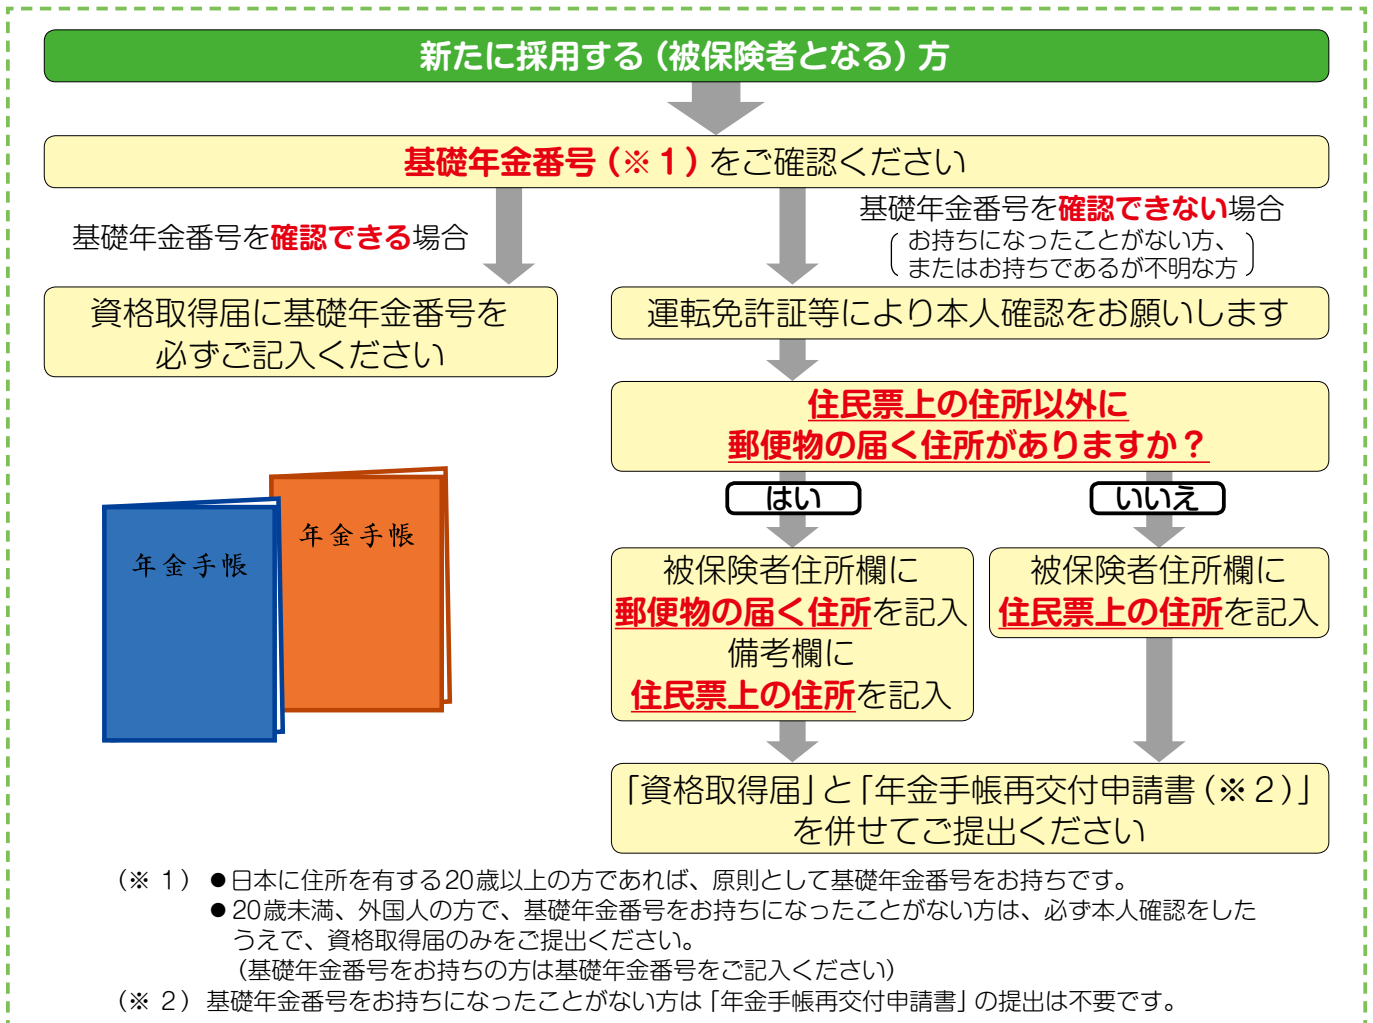 新たに採用する（被保険者となる）方
基礎年金番号（※１）をご確認ください
基礎年金番号を確認できる場合
基礎年金番号を確認できない場合
お持ちになったことがない方、
またはお持ちであるが不明な方
資格取得届に基礎年金番号を
必ずご記入ください
運転免許証等により本人確認をお願いします
住民票上の住所以外に
郵便物の届く住所がありますか？
はい
いいえ
被保険者住所欄に
郵便物の届く住所を記入
備考欄に
住民票上の住所を記入
被保険者住所欄に
住民票上の住所を記入
年金手帳
年金手帳
「資格取得届」と「年金手帳再交付申請書（※２）」
を併せてご提出ください
（※１）●日本に住所を有する20歳以上の方であれば、原則として基礎年金番号をお持ちです。
●20歳未満、外国人の方で、基礎年金番号をお持ちになったことがない方は、必ず本人確認をした
うえで、資格取得届のみをご提出ください。
（基礎年金番号をお持ちの方は基礎年金番号をご記入ください）
（※２）基礎年金番号をお持ちになったことがない方は「年金手帳再交付申請書」の提出は不要です。